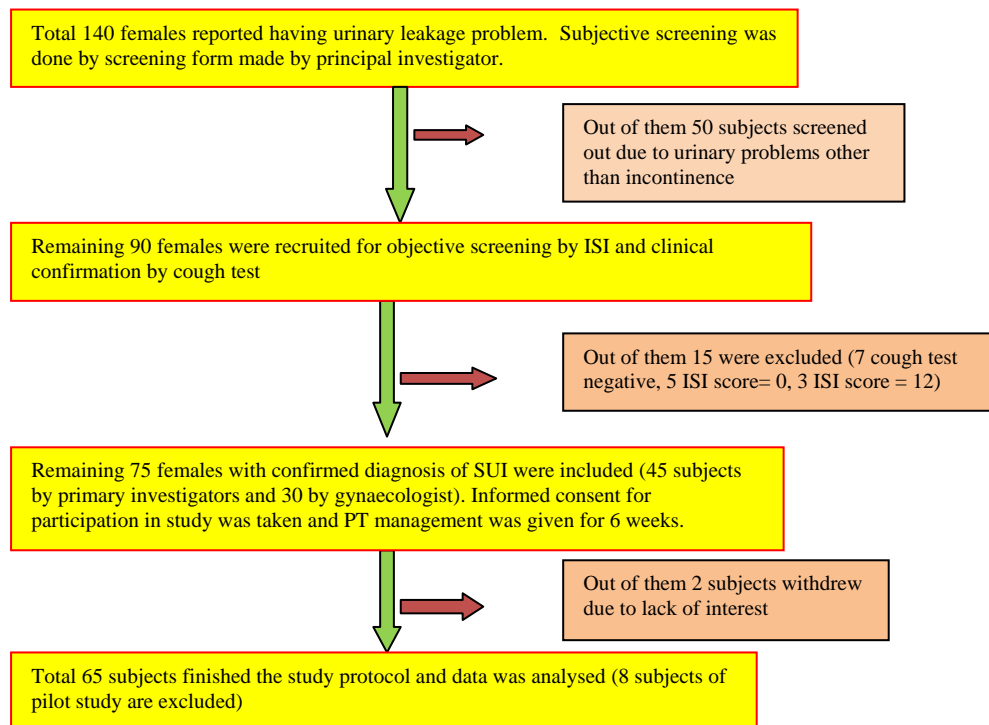 Total 140 females reported having urinary leakage problem.  Subjective screening was
done by screening form made by principal investigator.
Out of them 50 subjects screened
out due to urinary problems other
than incontinence
Remaining 90 females were recruited for objective screening by ISI and clinical
confirmation by cough test
Out of them 15 were excluded (7 cough test
negative, 5 ISI score= 0, 3 ISI score = 12)
Remaining 75 females with confirmed diagnosis of SUI were included (45 subjects
by primary investigators and 30 by gynaecologist). Informed consent for
participation in study was taken and PT management was given for 6 weeks.
Out of them 2 subjects withdrew
due to lack of interest
Total 65 subjects finished the study protocol and data was analysed (8 subjects of
pilot study are excluded)